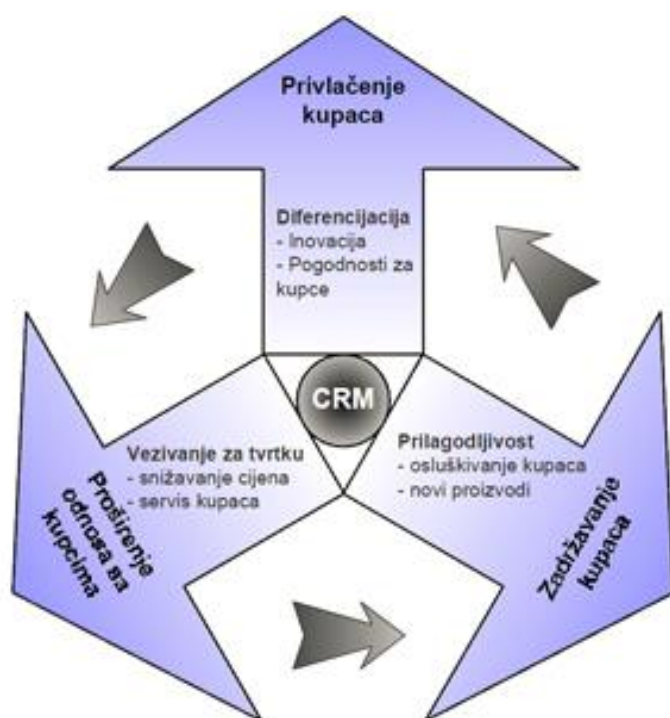 Privlačenje
kupaca
Diferencijacija
- Inovacija
- Pogodnosti za
kupce
CRM
Vezivanje za tvrtku
- snižavanje cijena
- servis kupaca
Prilagodljivost
- osluškivanje kupaca
- novi proizvodi
Proširenje
odnosa sa
kupcima
Zadržavanje
kupaca